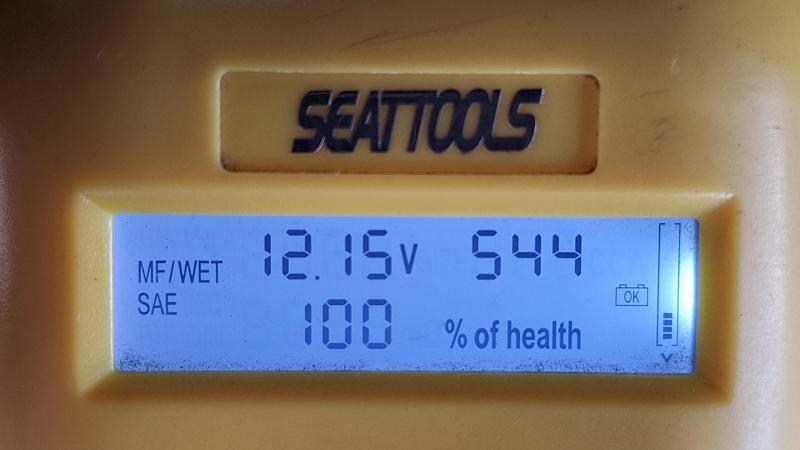 SEATTOOLS
MF/WET 12.15V 544
SAE
OK
100 % of health